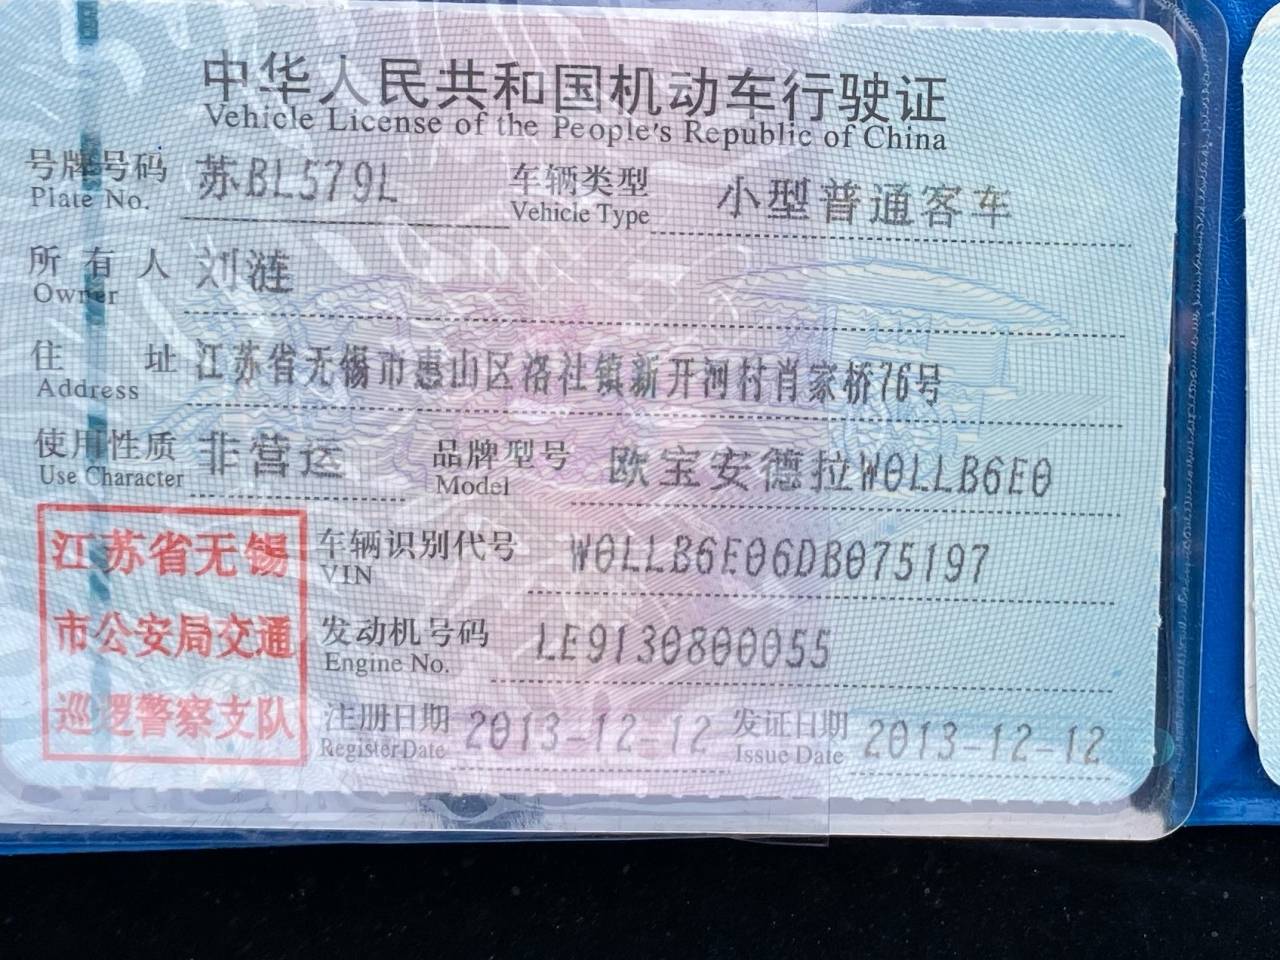 中华人民共和国机动车行驶证
Vehicle License of the People's Republic of China
号牌号码 苏BL579L 车辆类型 小型普通客车
Plate No. Vehicle Type
所有人 刘涟
Owner
住址 江苏省无锡市惠山区洛社镇新开河村肖家桥76号
Address
使用性质 非营运 品牌型号 欧宝安德拉W0LLB6E0
Use Character Model
江苏省无锡
市公安局交通
巡逻警察支队
车辆识别代号 W0LLB6E06DB075197
VIN
发动机号码 LE9130800055
Engine No.
注册日期 2013-12-12 发证日期 2013-12-12
Register Date Issue Date